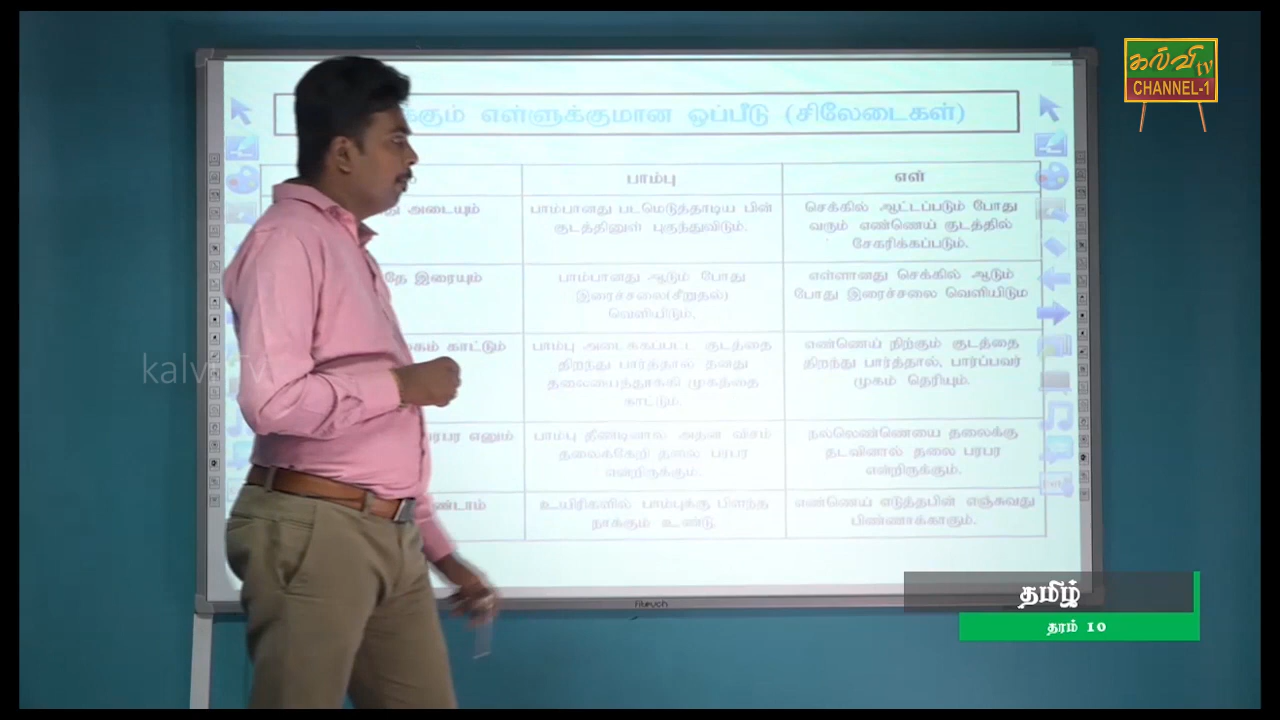 கல்வி tv
CHANNEL-1
க்கும் எள்ளுக்குமான ஒப்பீடு (சிலேடைகள்)
பாம்பு
எள்
அடையும்
பாம்பானது படமெடுத்தாடிய பின்
குடத்தினுள் புகுந்துவிடும்.
செக்கில் ஆட்டப்படும் போது
வரும் எண்ணெய் குடத்தில்
சேகரிக்கப்படும்.
இரையும்
பாம்பானது ஆடும் போது
இரைச்சலை(சீறுதல்)
வெளியிடும்.
எள்ளானது செக்கில் ஆடும்
போது இரைச்சலை வெளியிடும
காட்டும்
பாம்பு அடைக்கப்பட்ட குடத்தை
திறந்து பார்த்தால் தனது
தலையைத்தூக்கி முகத்தை
காட்டும்.
எண்ணெய் நிற்கும் குடத்தை
திறந்து பார்த்தால், பார்ப்பவர்
முகம் தெரியும்.
பரபர எனும்
பாம்பு தீண்டினால் அதன் விசம்
தலைக்கேறி தலை பரபர
என்றிருக்கும்.
நல்லெண்ணெயை தலைக்கு
தடவினால் தலை பரபர
என்றிருக்கும்.
உயிரிகளில் பாம்புக்கு பிளந்த
நாக்கும் உண்டு.
எண்ணெய் எடுத்தபின் எஞ்சுவது
பிண்ணாக்காகும்.
kalvi Tv
தமிழ்
தரம் 10